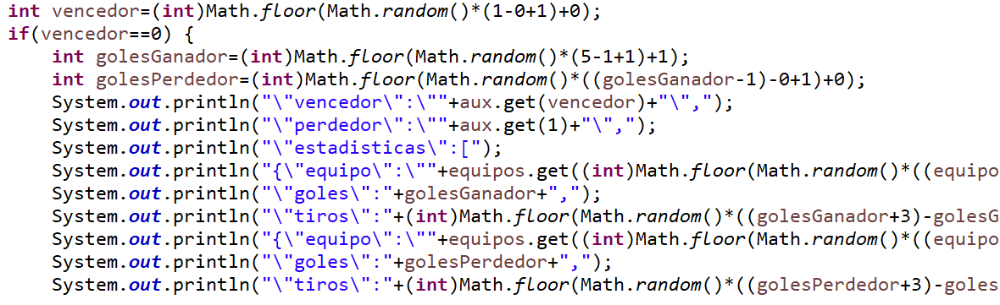 int vencedor=(int)Math.floor(Math.random()*(1-0+1)+0);
if(vencedor==0) {
    int golesGanador=(int)Math.floor(Math.random()*(5-1+1)+1);
    int golesPerdedor=(int)Math.floor(Math.random()*((golesGanador-1)-0+1)+0);
    System.out.println("\"vencedor\":\""+aux.get(vencedor)+"\",");
    System.out.println("\"perdedor\":\""+aux.get(1)+"\",");
    System.out.println("\"estadisticas\":[");
    System.out.println("{\"equipo\":\""+equipos.get((int)Math.floor(Math.random()*((equipo
    System.out.println("\"goles\":"+golesGanador+",");
    System.out.println("\"tiros\":"+(int)Math.floor(Math.random()*((golesGanador+3)-golesG
    System.out.println("{\"equipo\":\""+equipos.get((int)Math.floor(Math.random()*((equipo
    System.out.println("\"goles\":"+golesPerdedor+",");
    System.out.println("\"tiros\":"+(int)Math.floor(Math.random()*((golesPerdedor+3)-goles